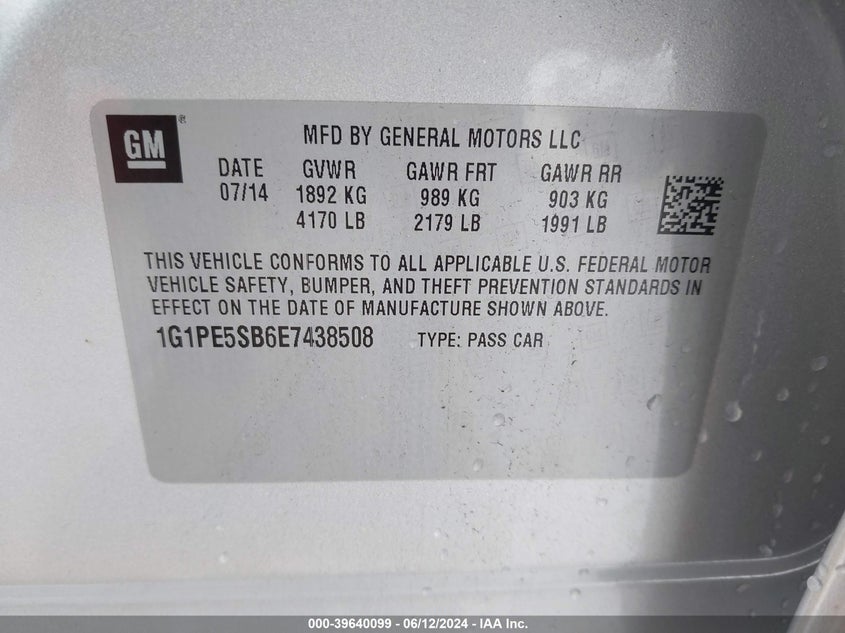 GM®
MFD BY GENERAL MOTORS LLC
DATE GVWR GAWR FRT GAWR RR
07/14 1892 KG 989 KG 903 KG
4170 LB 2179 LB 1991 LB
THIS VEHICLE CONFORMS TO ALL APPLICABLE U.S. FEDERAL MOTOR
VEHICLE SAFETY, BUMPER, AND THEFT PREVENTION STANDARDS IN
EFFECT ON THE DATE OF MANUFACTURE SHOWN ABOVE.
1G1PE5SB6E7438508 TYPE: PASS CAR
000-39640099 - 06/12/2024 - IAA Inc.